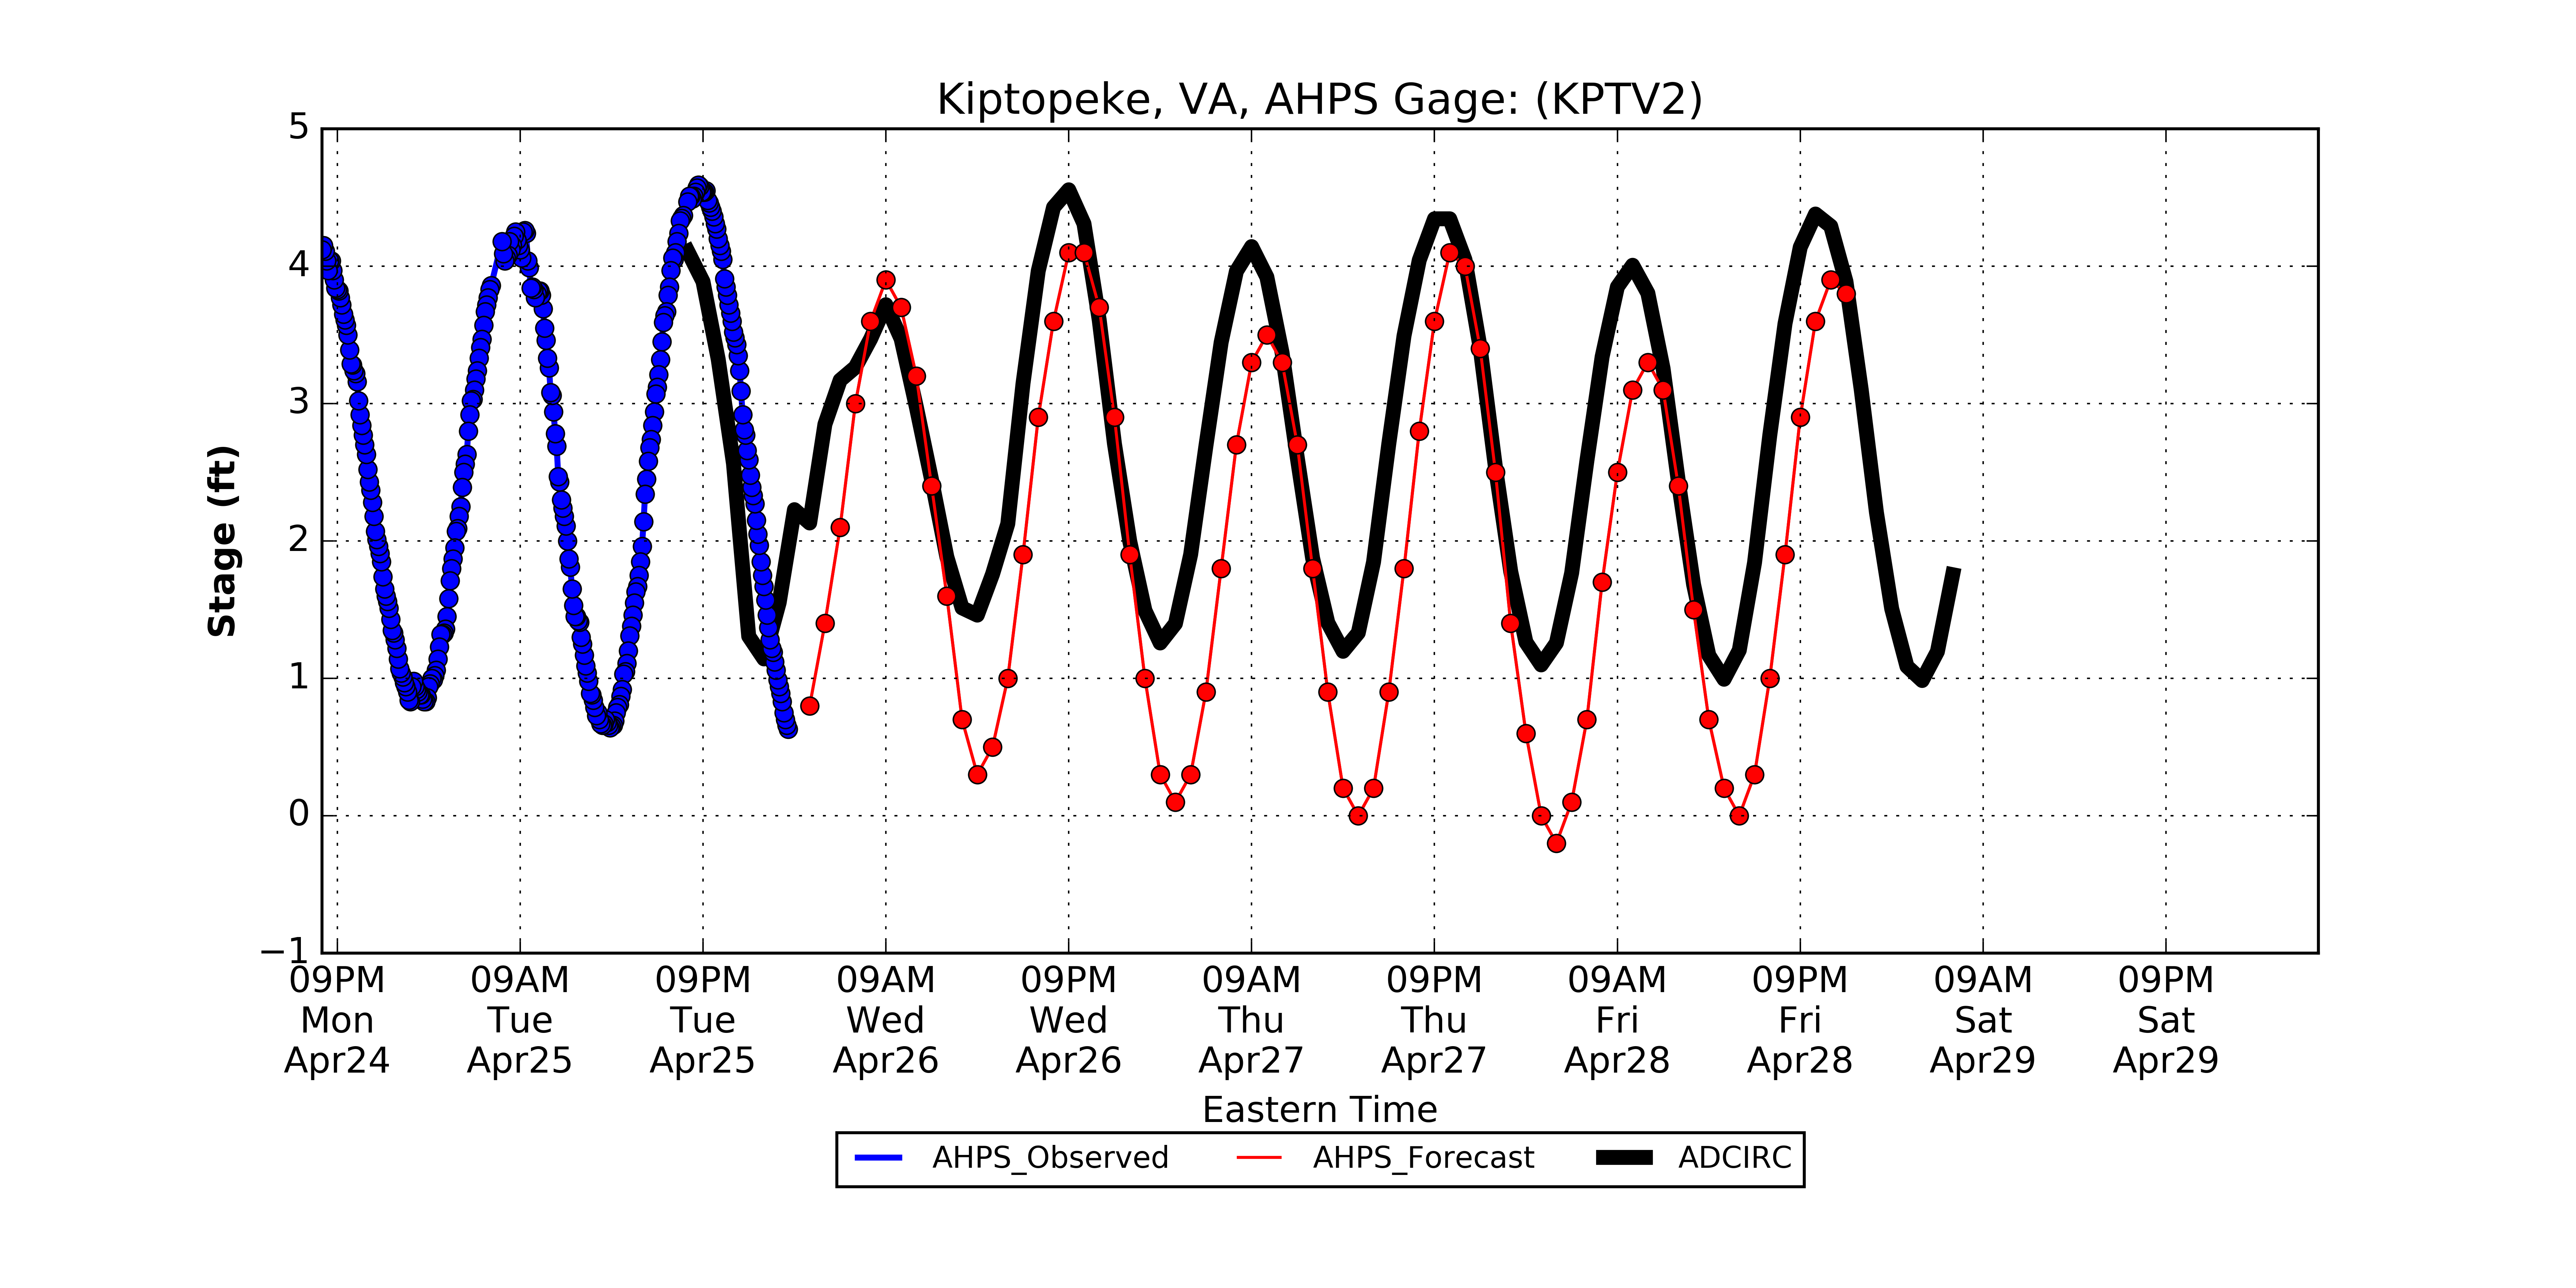 Kiptopeke, VA, AHPS Gage: (KPTV2)
5
4
3
2
1
0
−1
Stage (ft)
09PM 09AM 09PM 09AM 09PM 09AM 09PM 09AM 09PM 09AM 09PM
Mon Tue Tue Wed Wed Thu Thu Fri Fri Sat Sat
Apr24 Apr25 Apr25 Apr26 Apr26 Apr27 Apr27 Apr28 Apr28 Apr29 Apr29
Eastern Time
AHPS_Observed AHPS_Forecast ADCIRC